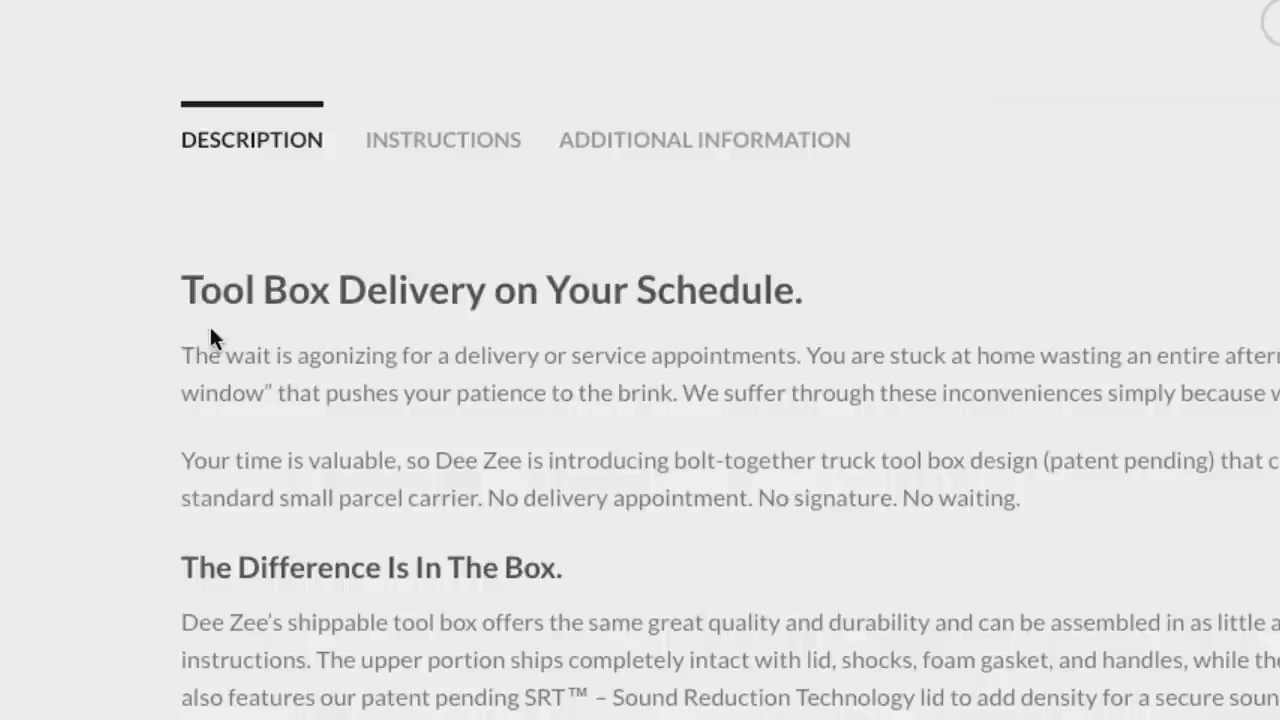 DESCRIPTION INSTRUCTIONS ADDITIONAL INFORMATION
Tool Box Delivery on Your Schedule.
The wait is agonizing for a delivery or service appointments. You are stuck at home wasting an entire
window” that pushes your patience to the brink. We suffer through these inconveniences simply because
Your time is valuable, so Dee Zee is introducing bolt-together truck tool box design (patent pending) that
standard small parcel carrier. No delivery appointment. No signature. No waiting.
The Difference Is In The Box.
Dee Zee’s shippable tool box offers the same great quality and durability and can be assembled in as little
instructions. The upper portion ships completely intact with lid, shocks, foam gasket, and handles, while
also features our patent pending SRT™ – Sound Reduction Technology lid to add density for a secure